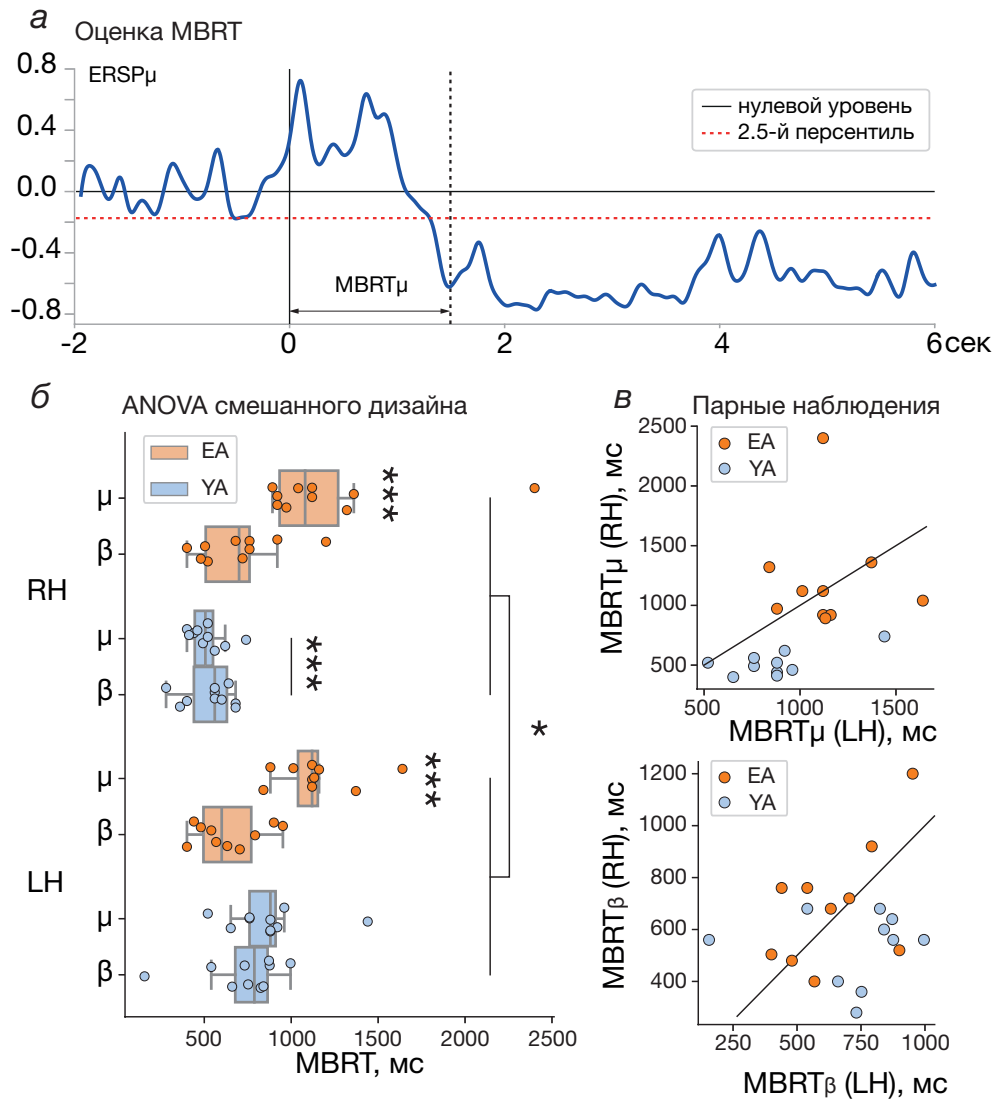 а Оценка MBRT
ERSPμ
0.8
0.4
0.0
-0.4
-0.8
нулевой уровень
2.5-й персентиль
MBRTμ
-2 0 2 4 6 сек
б ANOVA смешанного дизайна
EA
YA
RH
μ ***
β
μ ***
β
*
LH
μ ***
β
μ
β
500 1000 1500 2000 2500
MBRT, мс
в Парные наблюдения
EA
YA
2500
2000
1500
1000
500
MBRTμ (RH), мс
500 1000 1500
MBRTμ (LH), мс
EA
YA
1200
1000
800
600
400
MBRTβ (RH), мс
250 500 750 1000
MBRTβ (LH), мс